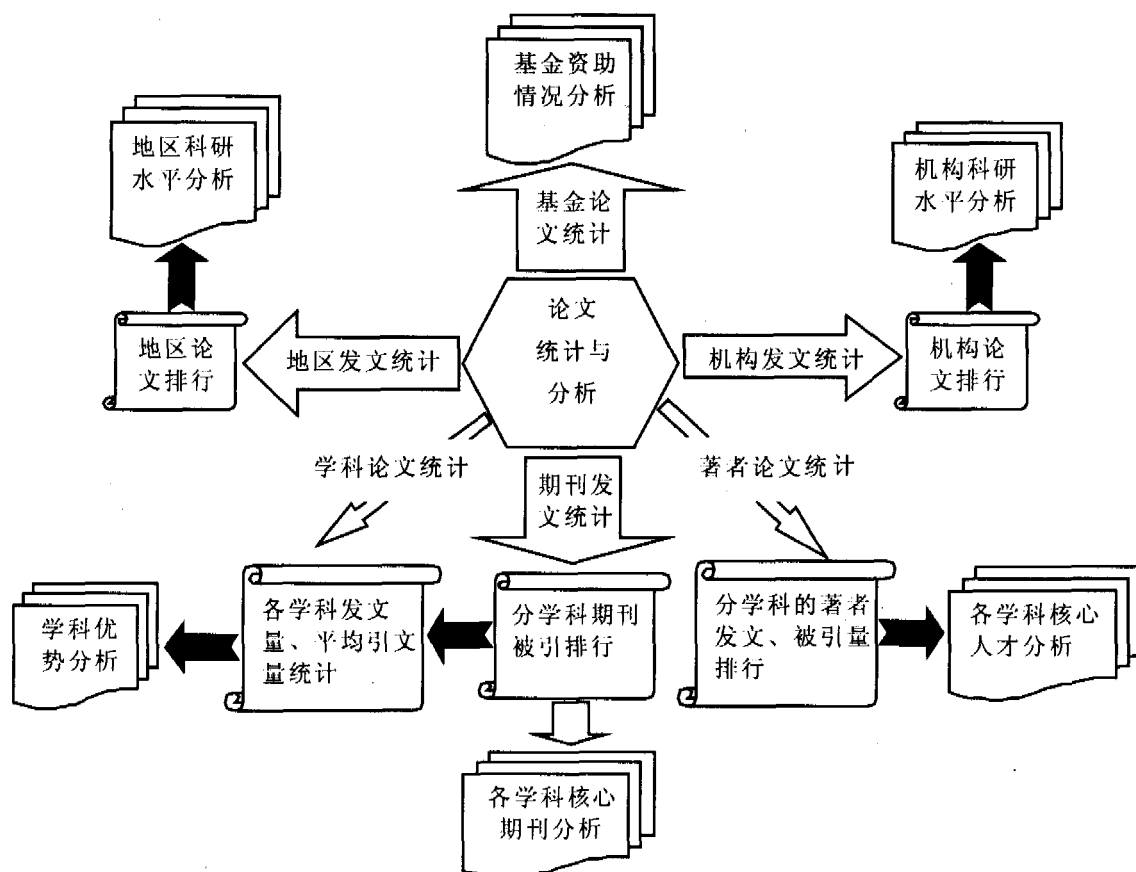 基金资助
情况分析
地区科研
水平分析
机构科研
水平分析
基金论
文统计
论文
统计与
分析
地区论
文排行
地区发文统计
机构发文统计
机构论
文排行
学科论文统计
期刊发
文统计
著者论文统计
学科优
势分析
各学科发文
量、平均引文
量统计
分学科期刊
被引排行
分学科的著者
发文、被引量
排行
各学科核心
人才分析
各学科核心
期刊分析